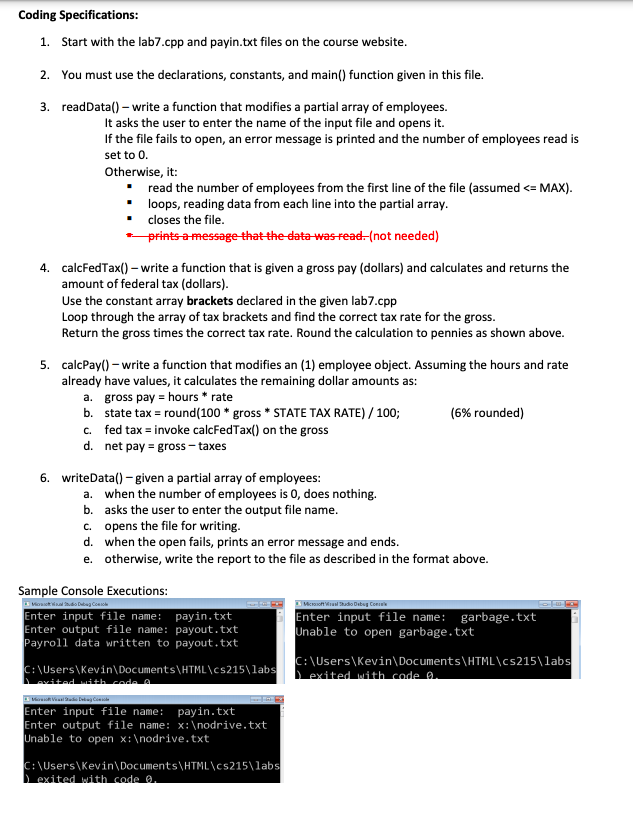 Coding Specifications:
1. Start with the lab7.cpp and payin.txt files on the course website.
2. You must use the declarations, constants, and main() function given in this file.
3. readData() – write a function that modifies a partial array of employees.
It asks the user to enter the name of the input file and opens it.
If the file fails to open, an error message is printed and the number of employees read is
set to 0.
Otherwise, it:
▪ read the number of employees from the first line of the file (assumed <= MAX).
▪ loops, reading data from each line into the partial array.
▪ closes the file.
▪ prints a message that the data was read. (not needed)
4. calcFedTax() – write a function that is given a gross pay (dollars) and calculates and returns the
amount of federal tax (dollars).
Use the constant array brackets declared in the given lab7.cpp
Loop through the array of tax brackets and find the correct tax rate for the gross.
Return the gross times the correct tax rate. Round the calculation to pennies as shown above.
5. calcPay() – write a function that modifies an (1) employee object. Assuming the hours and rate
already have values, it calculates the remaining dollar amounts as:
a. gross pay = hours * rate
b. state tax = round(100 * gross * STATE TAX RATE) / 100; (6% rounded)
c. fed tax = invoke calcFedTax() on the gross
d. net pay = gross – taxes
6. writeData() – given a partial array of employees:
a. when the number of employees is 0, does nothing.
b. asks the user to enter the output file name.
c. opens the file for writing.
d. when the open fails, prints an error message and ends.
e. otherwise, write the report to the file as described in the format above.
Sample Console Executions:
Microsoft Visual Studio Debug Console
Enter input file name: payin.txt
Enter output file name: payout.txt
Payroll data written to payout.txt
C:\Users\Kevin\Documents\HTML\cs215\labs
) exited with code 0
Microsoft Visual Studio Debug Console
Enter input file name: garbage.txt
Unable to open garbage.txt
C:\Users\Kevin\Documents\HTML\cs215\labs
) exited with code 0.
Microsoft Visual Studio Debug Console
Enter input file name: payin.txt
Enter output file name: x:\nodrive.txt
Unable to open x:\nodrive.txt
C:\Users\Kevin\Documents\HTML\cs215\labs
) exited with code 0.